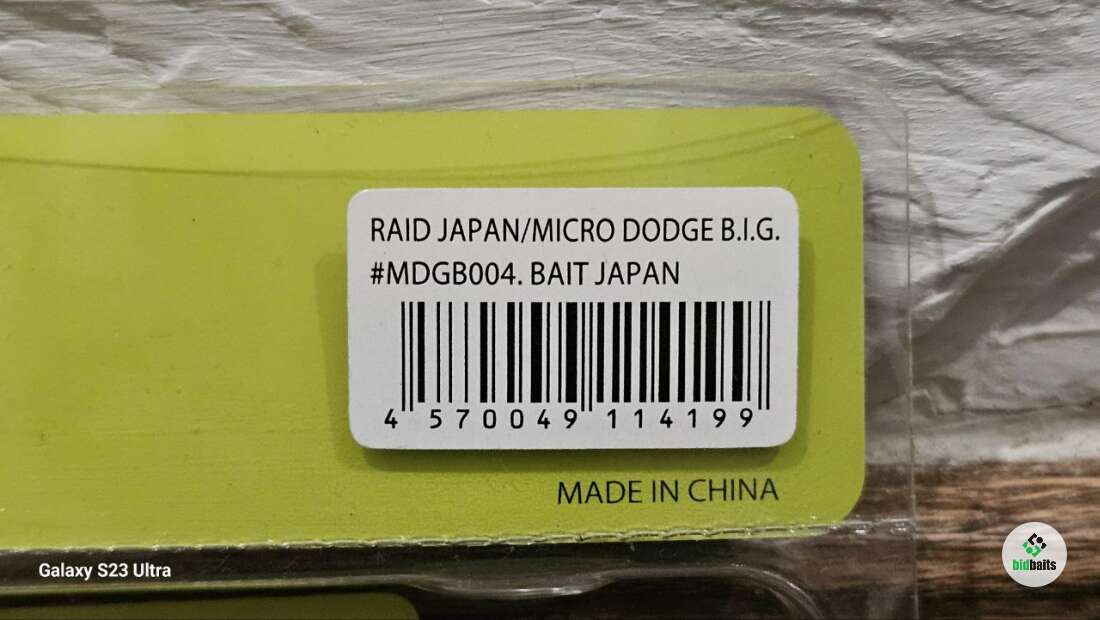 RAID JAPAN/MICRO DODGE B.I.G.
#MDGB004. BAIT JAPAN
4 570049 114199
MADE IN CHINA
Galaxy S23 Ultra
bidbaits